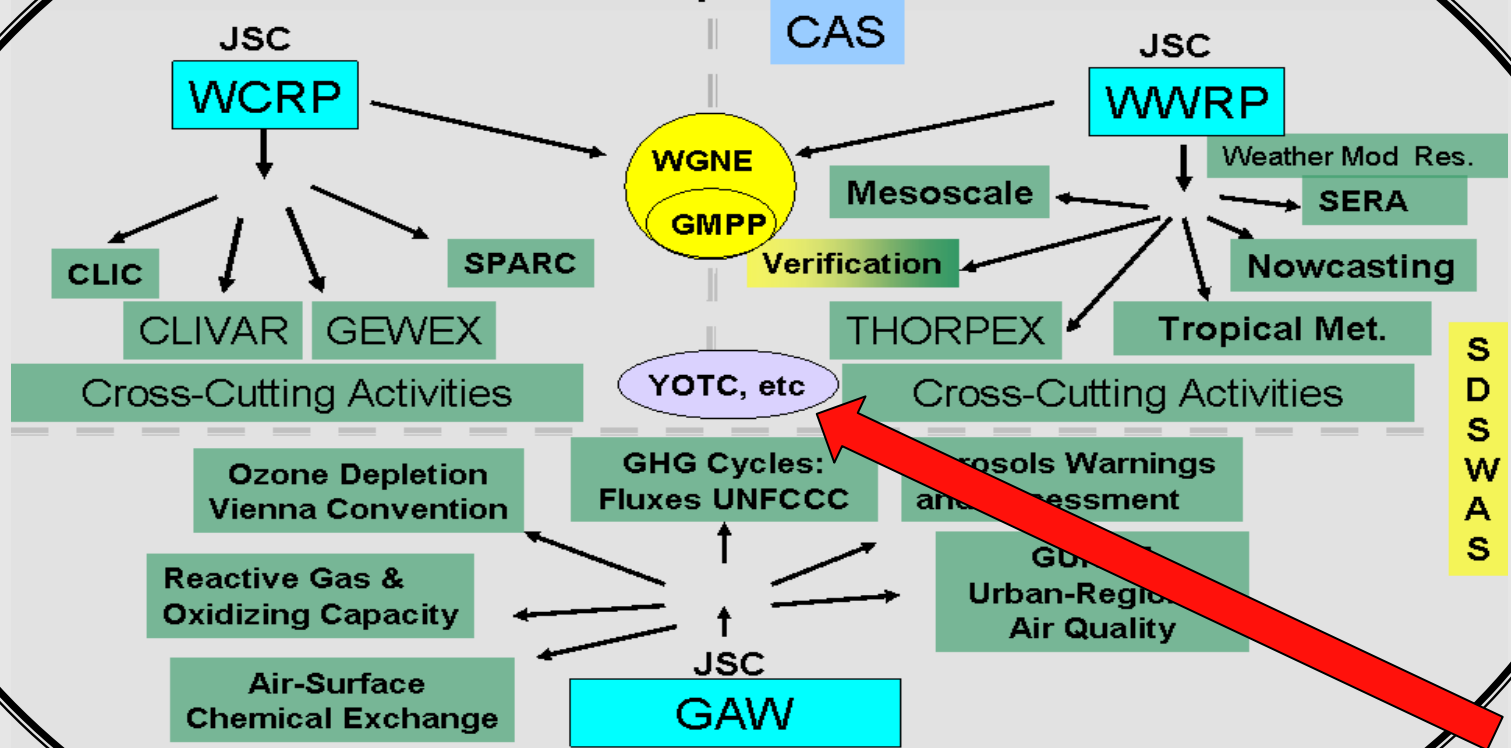 CAS
JSC
WCRP
JSC
WWRP
WGNE
GMPP
Weather Mod Res.
Mesoscale
SERA
Verification
Nowcasting
CLIC
SPARC
CLIVAR
GEWEX
THORPEX
Tropical Met.
Cross-Cutting Activities
YOTC, etc
Cross-Cutting Activities
S
D
S
W
A
S
Ozone Depletion
Vienna Convention
GHG Cycles:
Fluxes UNFCCC
Warnings
Reactive Gas &
Oxidizing Capacity
Air Quality
Air-Surface
Chemical Exchange
JSC
GAW